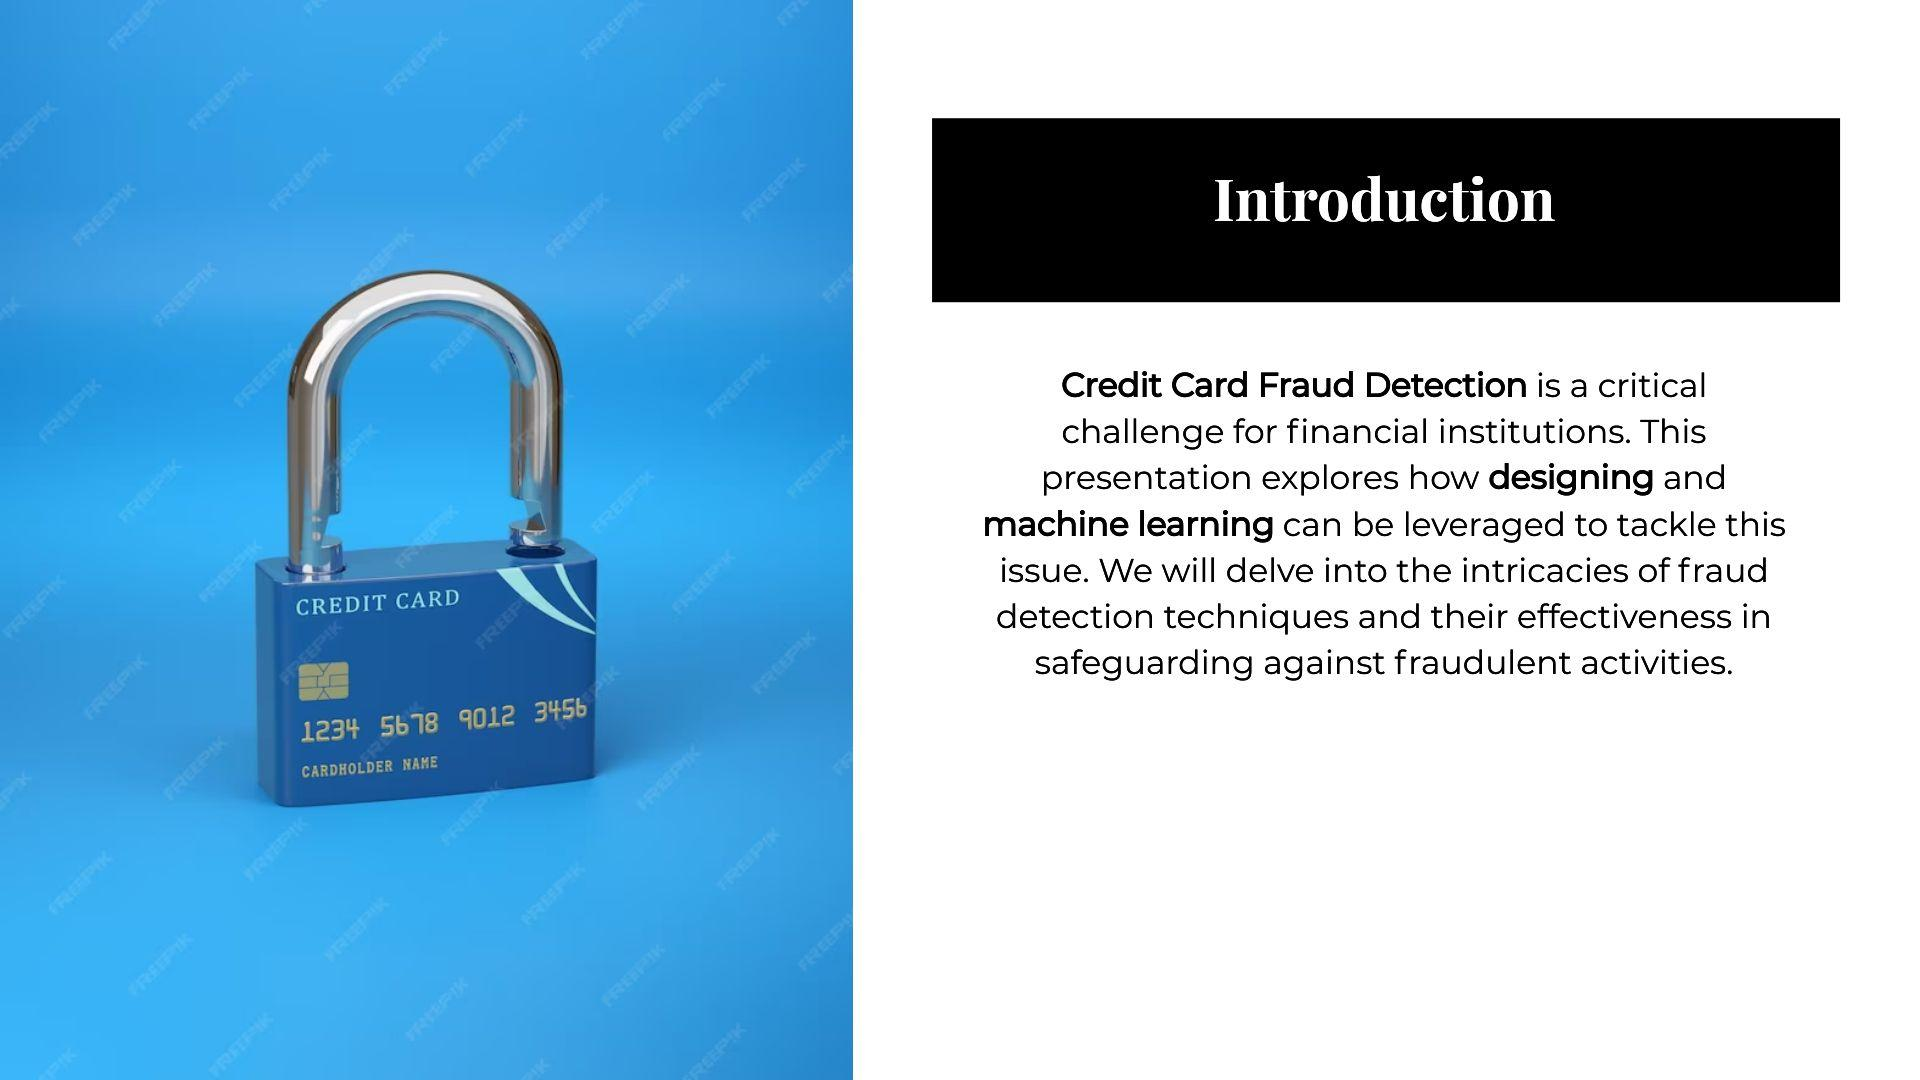 Introduction
Credit Card Fraud Detection is a critical
challenge for financial institutions. This
presentation explores how designing and
machine learning can be leveraged to tackle this
issue. We will delve into the intricacies of fraud
detection techniques and their effectiveness in
safeguarding against fraudulent activities.
CREDIT CARD
1234 5678 9012 3456
CARDHOLDER NAME
FREEPIK